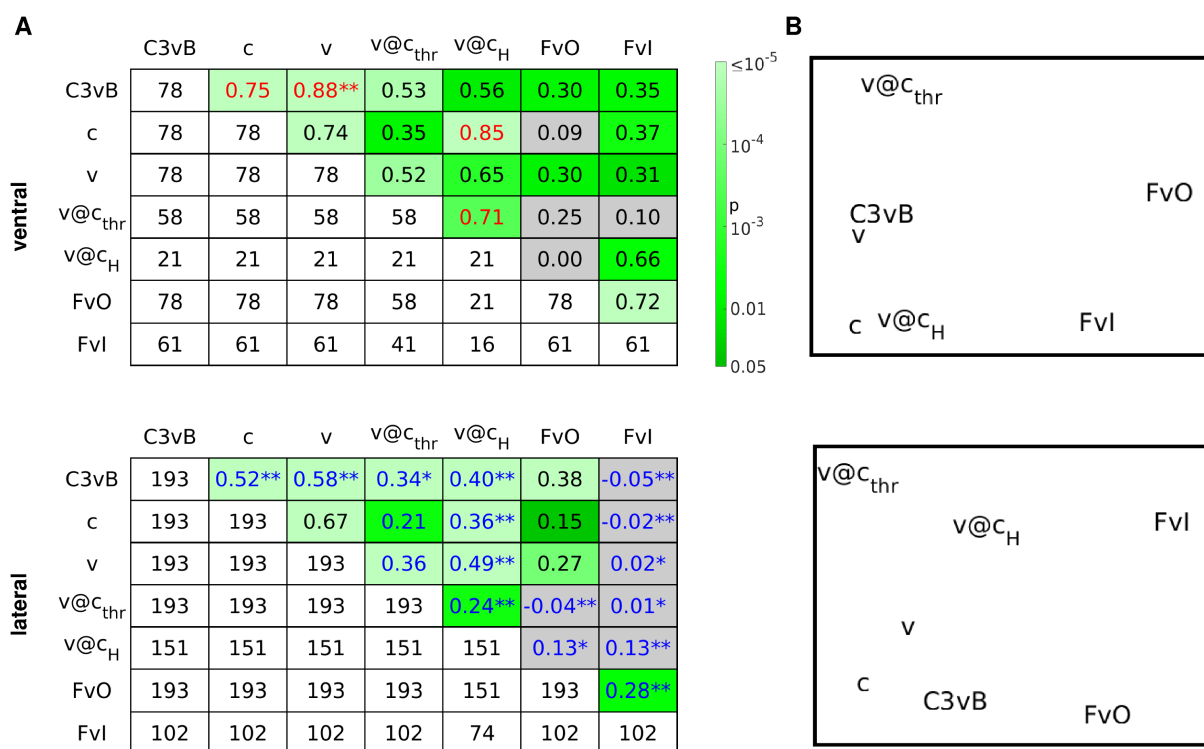 A
B
C3vB c v v@cthr v@cH FvO FvI
C3vB 78 0.75 0.88** 0.53 0.56 0.30 0.35
c 78 78 0.74 0.35 0.85 0.09 0.37
v 78 78 78 0.52 0.65 0.30 0.31
v@cthr 58 58 58 58 0.71 0.25 0.10
v@cH 21 21 21 21 21 0.00 0.66
FvO 78 78 78 58 21 78 0.72
FvI 61 61 61 41 16 61 61
ventral
≤10-5
10-4
p
10-3
0.01
0.05
v@cthr
FvO
C3vB
v
c v@cH FvI
C3vB c v v@cthr v@cH FvO FvI
C3vB 193 0.52** 0.58** 0.34* 0.40** 0.38 -0.05**
c 193 193 0.67 0.21 0.36** 0.15 -0.02**
v 193 193 193 0.36 0.49** 0.27 0.02*
v@cthr 193 193 193 193 0.24** -0.04** 0.01*
v@cH 151 151 151 151 151 0.13* 0.13**
FvO 193 193 193 193 151 193 0.28**
FvI 102 102 102 102 74 102 102
lateral
v@cthr
v@cH FvI
v
c
C3vB FvO